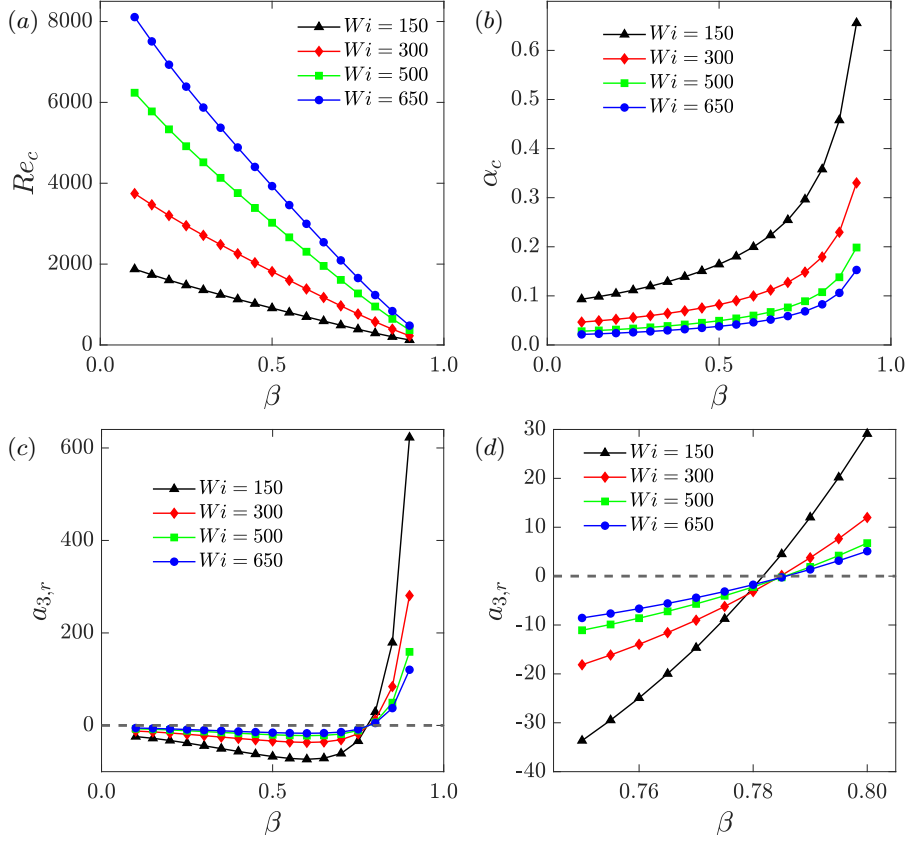 (a)
Wi = 150
Wi = 300
Wi = 500
Wi = 650
8000
6000
4000
2000
0
Re_c
0.0
0.5
1.0
β
(b)
Wi = 150
Wi = 300
Wi = 500
Wi = 650
0.6
0.5
0.4
0.3
0.2
0.1
0.0
α_c
0.0
0.5
1.0
β
(c)
Wi = 150
Wi = 300
Wi = 500
Wi = 650
600
400
200
0
a_{3,r}
0.0
0.5
1.0
β
(d)
Wi = 150
Wi = 300
Wi = 500
Wi = 650
30
20
10
0
-10
-20
-30
-40
a_{3,r}
0.76
0.78
0.80
β